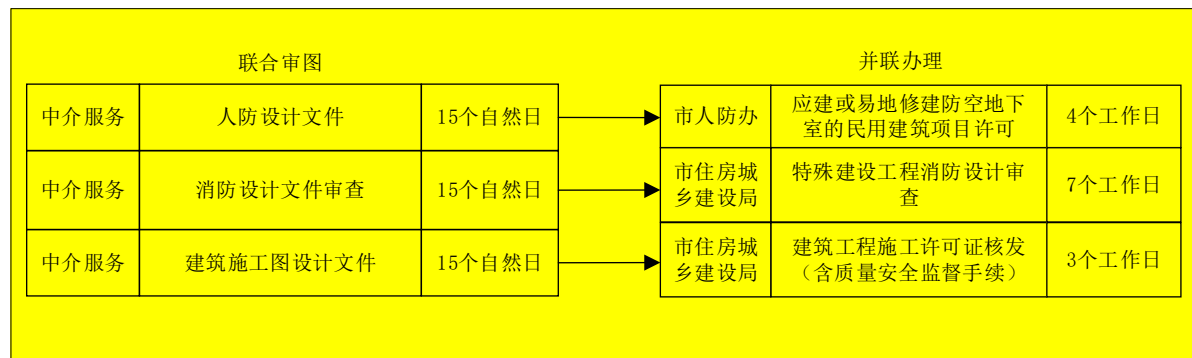 联合审图
中介服务
人防设计文件
15个自然日
中介服务
消防设计文件审查
15个自然日
中介服务
建筑施工图设计文件
15个自然日
并联办理
市人防办
应建或易地修建防空地下
室的民用建筑项目许可
4个工作日
市住房城
乡建设局
特殊建设工程消防设计审
查
7个工作日
市住房城
乡建设局
建筑工程施工许可证核发
（含质量安全监督手续）
3个工作日